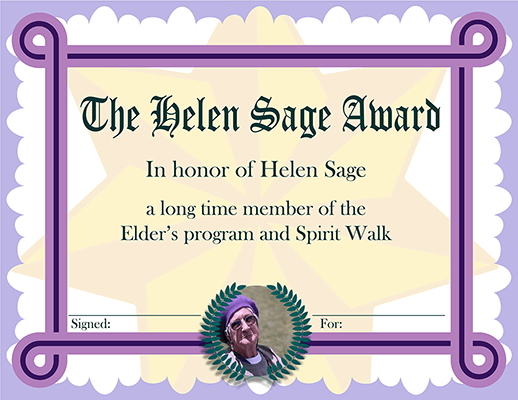 The Helen Sage Award
In honor of Helen Sage
a long time member of the
Elder's program and Spirit Walk
Signed: For: